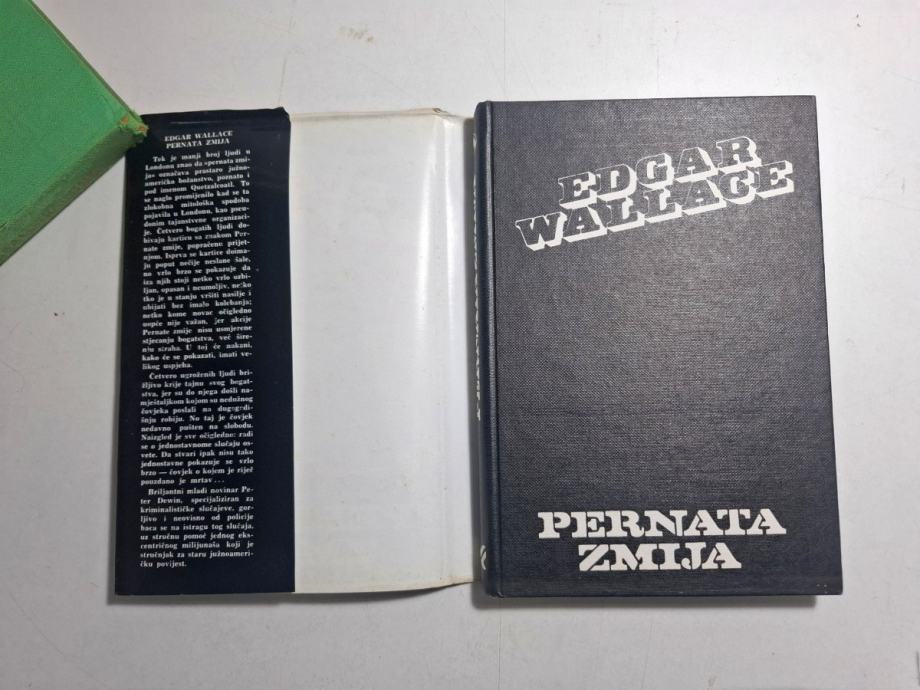 EDGAR WALLACE
PERNATA ZMIJA
Tek je manji broj ljudi u
Londonu znao da »pernata zmi-
ja« označava prastaro južno-
američko božanstvo, poznato i
pod imenom Quetzalcoatl. To
se naglo promijenilo kad se ta
zlokobna mitološka spodoba
pojavila u Londonu, kao pseu-
donim tajanstvene organizaci-
je. Četvero bogatih ljudi do-
bivaju karticu sa znakom Per-
nate zmije, popraćenu prijet-
njom. Isprva se kartice doima-
ju poput nečije neslane šale,
no vrlo brzo se pokazuje da
iza njih stoji netko vrlo ozbi-
ljan, opasan i neumoljiv, netko
tko je u stanju vršiti nasilje i
ubijati bez imalo kolebanja;
netko kome novac očigledno
uopće nije važan, jer akcije
Pernate zmije nisu usmjerene
stjecanju bogatstva, već šire-
nju straha. U toj će nakani,
kako će se pokazati, imati ve-
likog uspjeha.
Četvero ugroženih ljudi bri-
žljivo krije tajnu svog bogat-
stva, jer su do njega došli na-
mještaljkom kojom su nedužnog
čovjeka poslali na dugogodi-
šnju robiju. No taj je čovjek
nedavno pušten na slobodu.
Naizgled je sve očigledno: radi
se o jednostavnome slučaju os-
vete. Da stvari ipak nisu tako
jednostavne pokazuje se vrlo
brzo — čovjek o kojem je riječ
pouzdano je mrtav...
Briljantni mladi novinar Pe-
ter Dewin, specijaliziran za
kriminalističke slučajeve, gor-
ljivo i neovisno od policije
baca se na istragu tog slučaja,
uz stručnu pomoć jednog eks-
centričnog milijunaša koji je
stručnjak za staru južnoameri-
čku povijest.
EDGAR
WALLACE
PERNATA
ZMIJA